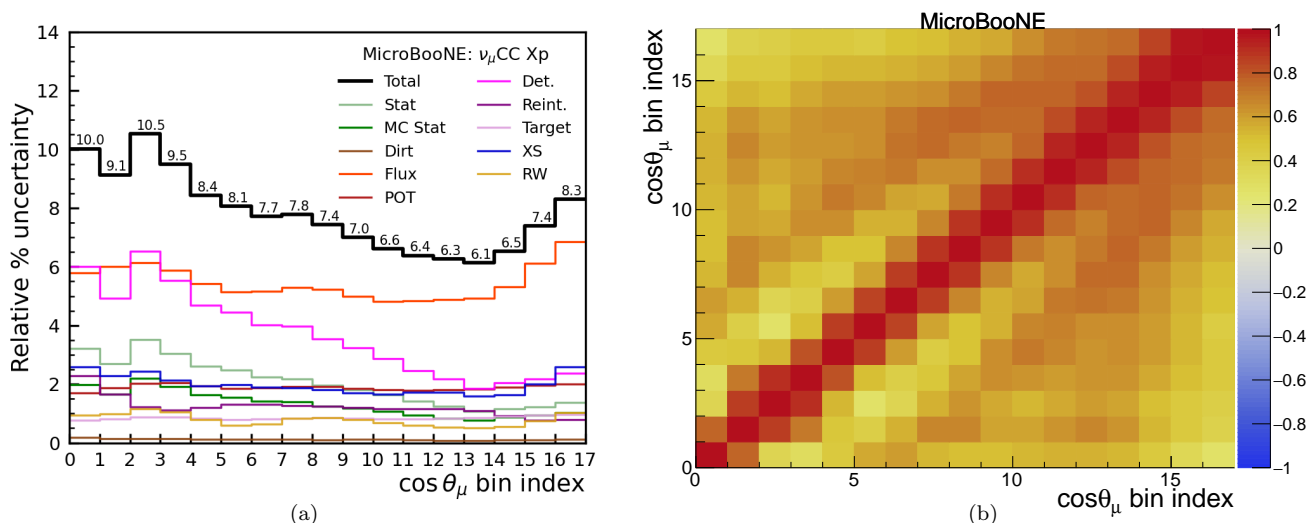 MicroBooNE: νμCC Xp
Total
Stat
MC Stat
Dirt
Flux
POT
Det.
Reint.
Target
XS
RW
14
12
10
8
6
4
2
0
Relative % uncertainty
10.0 9.1 10.5 9.5 8.4 8.1 7.7 7.8 7.4 7.0 6.6 6.4 6.3 6.1 6.5 7.4 8.3
0 1 2 3 4 5 6 7 8 9 10 11 12 13 14 15 16 17
cos θμ bin index
(a)
MicroBooNE
15
10
5
0
cosθμ bin index
0 5 10 15
cosθμ bin index
1
0.8
0.6
0.4
0.2
0
−0.2
−0.4
−0.6
−0.8
−1
(b)